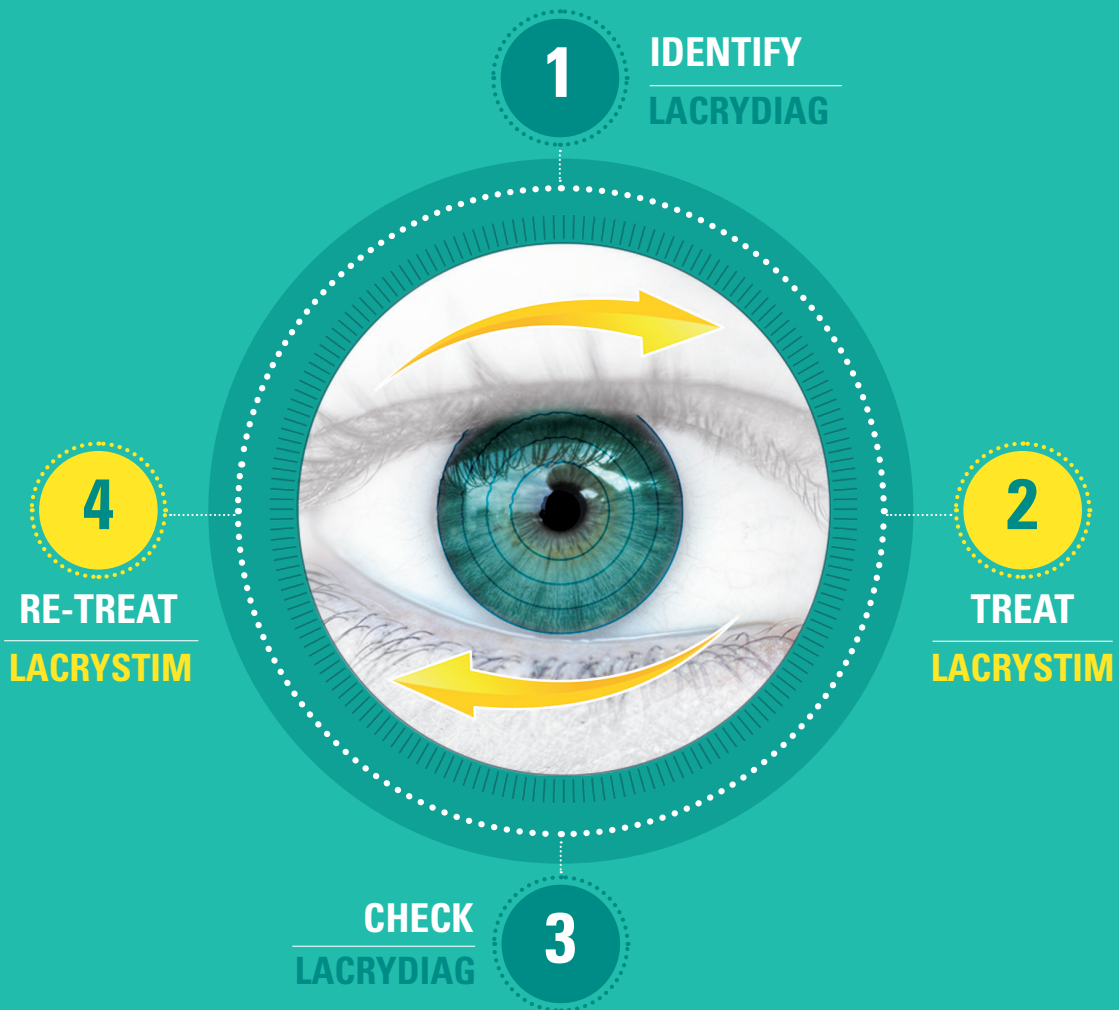 1
IDENTIFY
LACRYDIAG
2
TREAT
LACRYSTIM
3
CHECK
LACRYDIAG
4
RE-TREAT
LACRYSTIM